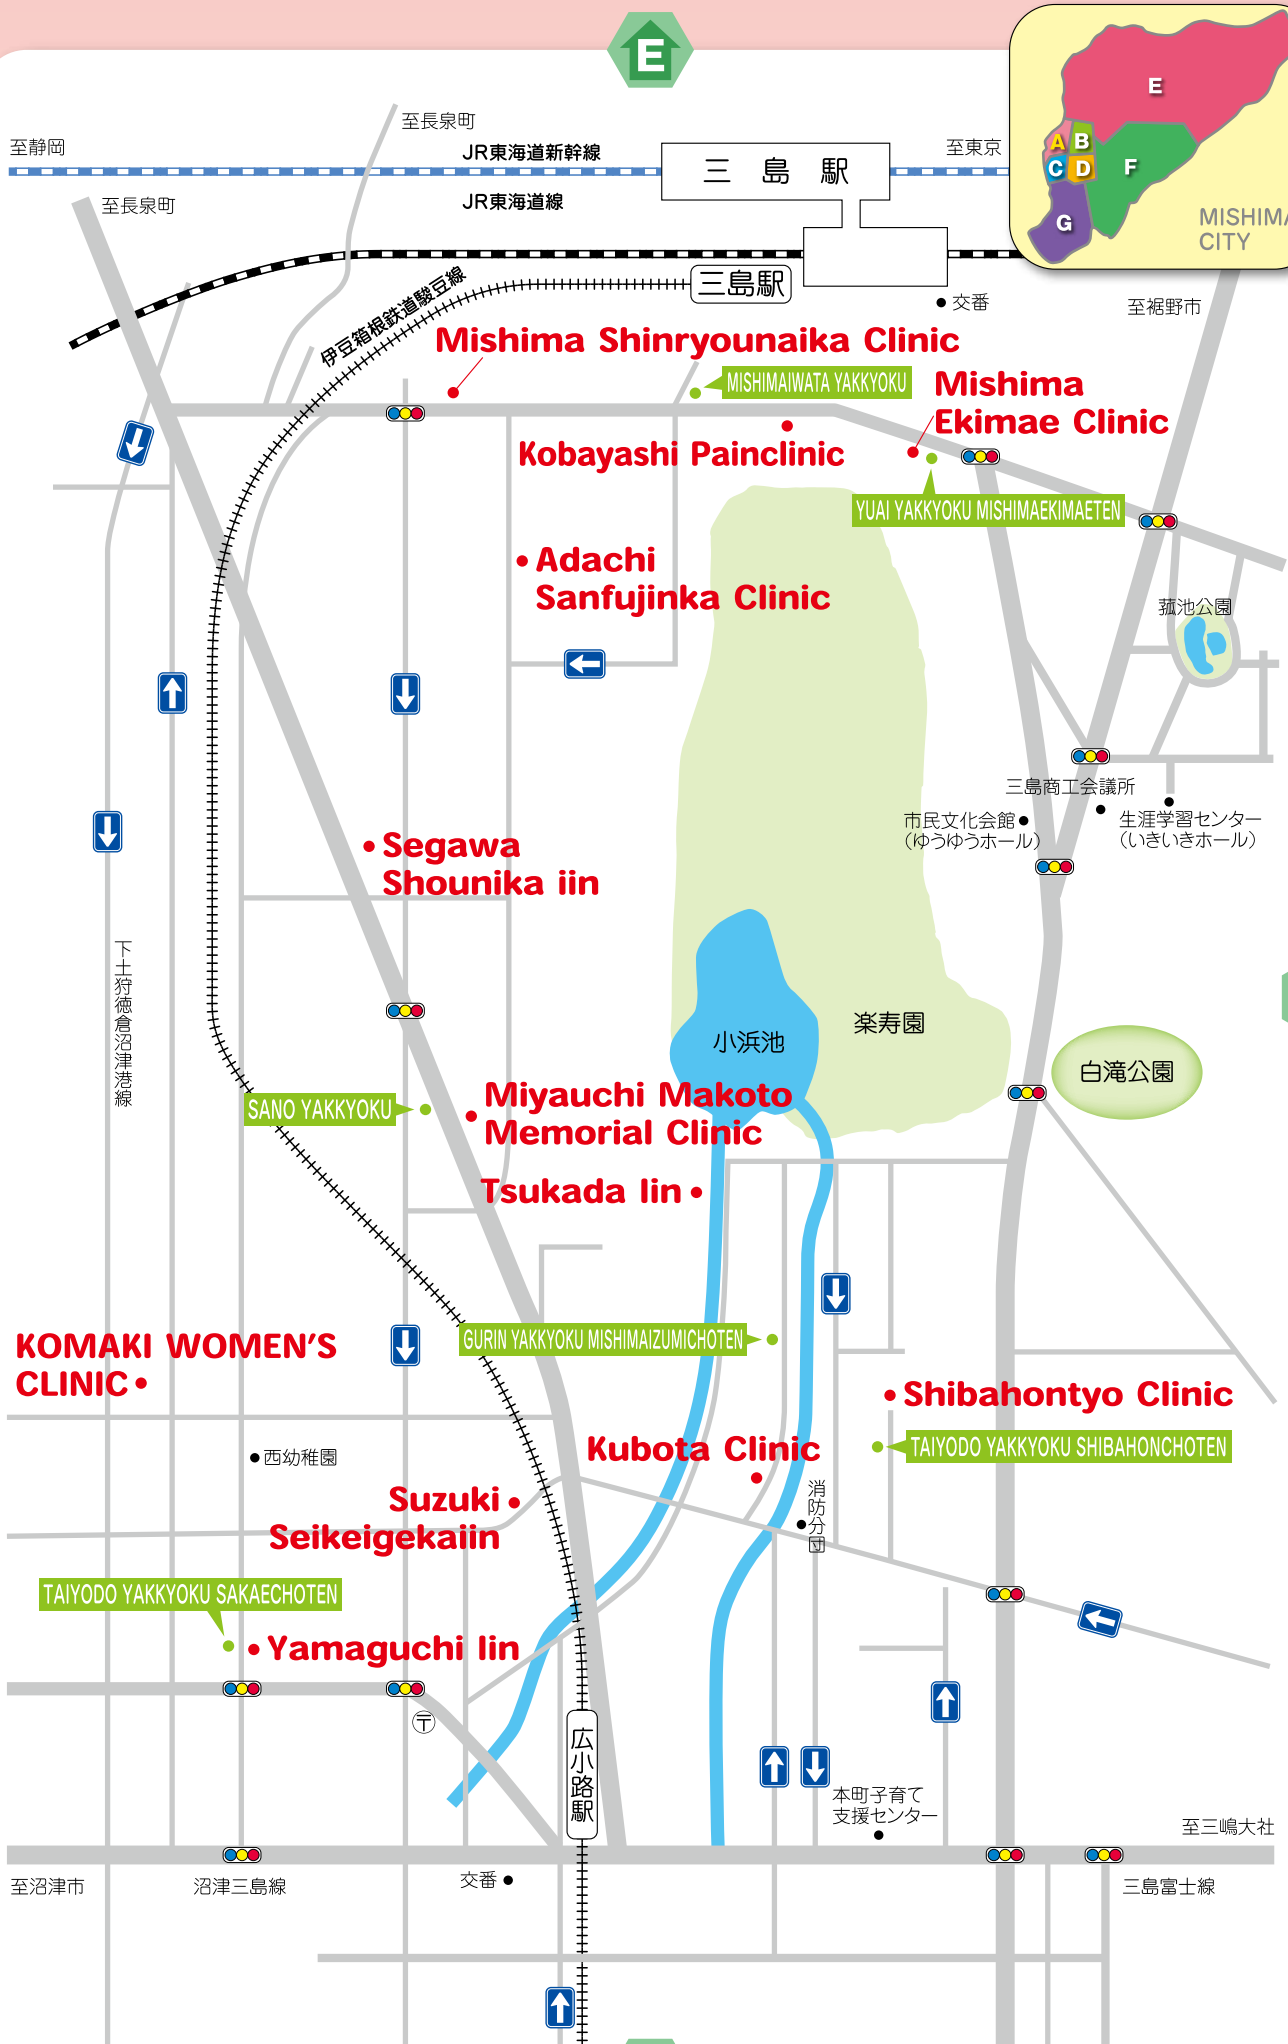 E
至長泉町
至静岡
JR東海道新幹線
三島駅
至東京
JR東海道線
至長泉町
E
A
B
C
D
F
G
MISHIMA
CITY
伊豆箱根鉄道駿豆線
三島駅
交番
至裾野市
Mishima Shinryounaika Clinic
MISHIMAIWATA YAKKYOKU
Mishima
Ekimae Clinic
Kobayashi Painclinic
YUAI YAKKYOKU MISHIMAEKIMAETEN
Adachi
Sanfujinka Clinic
菰池公園
三島商工会議所
市民文化会館
(ゆうゆうホール)
生涯学習センター
(いきいきホール)
Segawa
Shounika iin
下土狩徳倉沼津港線
小浜池
楽寿園
白滝公園
SANO YAKKYOKU
Miyauchi Makoto
Memorial Clinic
Tsukada Iin
GURIN YAKKYOKU MISHIMAIZUMICHOTEN
KOMAKI WOMEN'S
CLINIC
Shibahontyo Clinic
TAIYODO YAKKYOKU SHIBAHONCHOTEN
Kubota Clinic
西幼稚園
消防分団
Suzuki
Seikeigekaiin
TAIYODO YAKKYOKU SAKAECHOTEN
Yamaguchi Iin
〒
広小路駅
本町子育て
支援センター
至三嶋大社
至沼津市
沼津三島線
交番
三島富士線